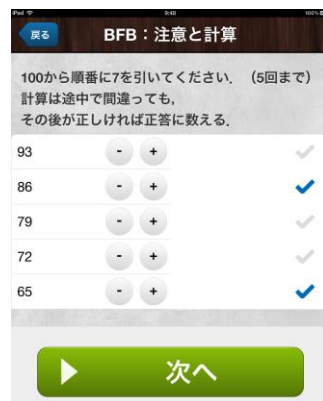 iPad 9:48 100%
戻る BFB：注意と計算
100から順番に7を引いてください．（5回まで）
計算は途中で間違っても，
その後が正しければ正答に数える．
93 - +
86 - +
79 - +
72 - +
65 - +
次へ